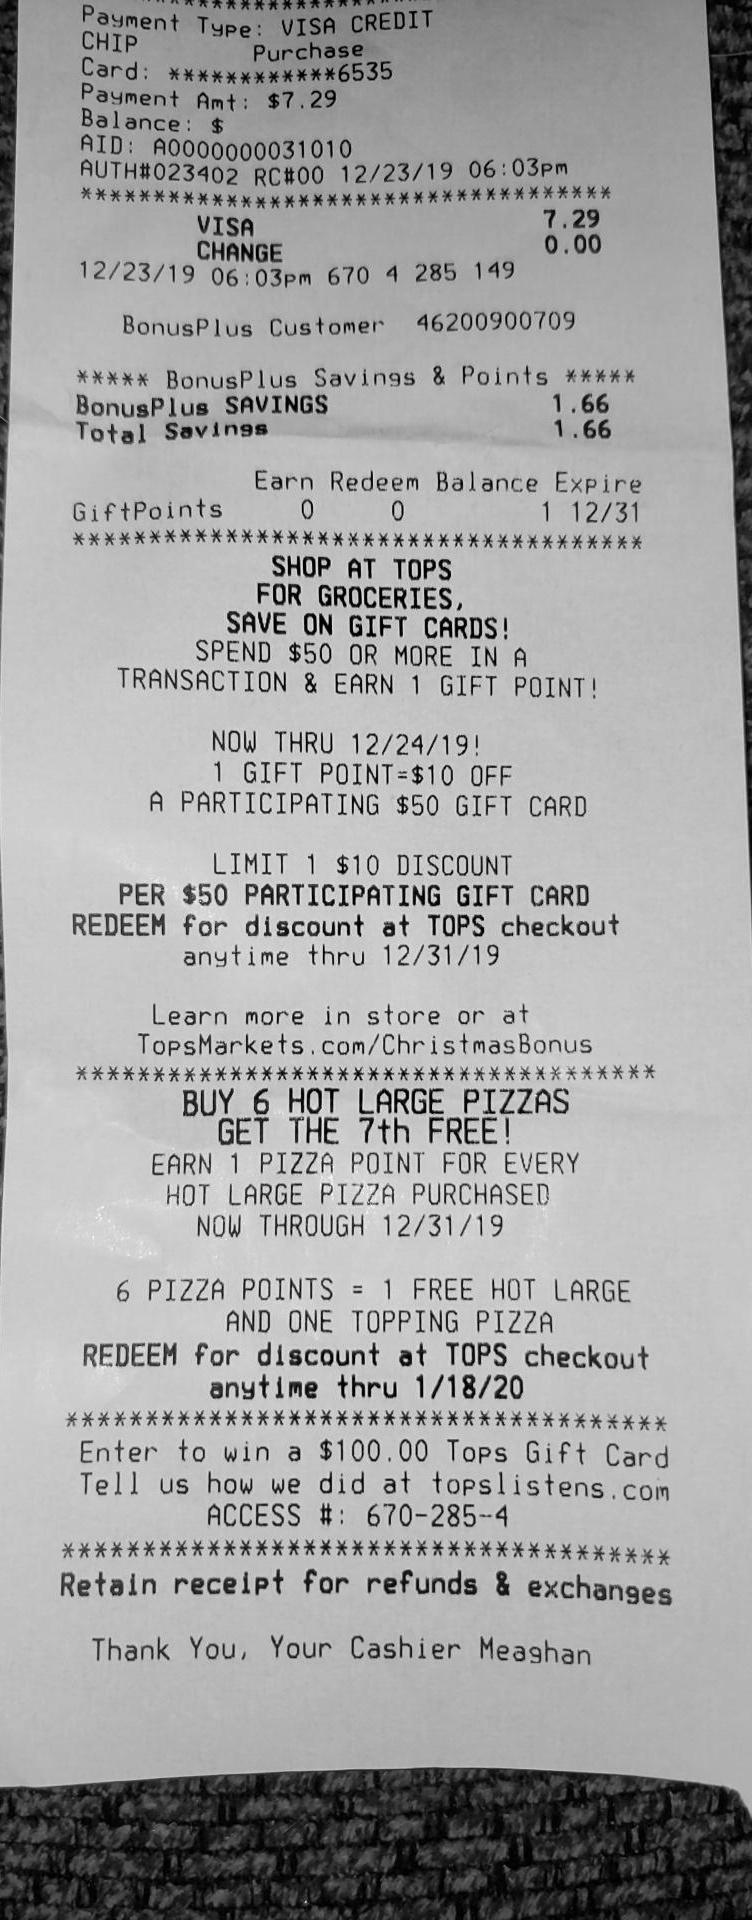 Payment Type: VISA CREDIT
CHIP Purchase
Card: ************6535
Payment Amt: $7.29
Balance: $
AID: A0000000031010
AUTH#023402 RC#00 12/23/19 06:03pm
**************************************
VISA 7.29
CHANGE 0.00
12/23/19 06:03pm 670 4 285 149
BonusPlus Customer 46200900709
***** BonusPlus Savings & Points *****
BonusPlus SAVINGS 1.66
Total Savings 1.66
Earn Redeem Balance Expire
GiftPoints 0 0 1 12/31
**************************************
SHOP AT TOPS
FOR GROCERIES,
SAVE ON GIFT CARDS!
SPEND $50 OR MORE IN A
TRANSACTION & EARN 1 GIFT POINT!
NOW THRU 12/24/19!
1 GIFT POINT=$10 OFF
A PARTICIPATING $50 GIFT CARD
LIMIT 1 $10 DISCOUNT
PER $50 PARTICIPATING GIFT CARD
REDEEM for discount at TOPS checkout
anytime thru 12/31/19
Learn more in store or at
TopsMarkets.com/ChristmasBonus
**************************************
BUY 6 HOT LARGE PIZZAS
GET THE 7th FREE!
EARN 1 PIZZA POINT FOR EVERY
HOT LARGE PIZZA PURCHASED
NOW THROUGH 12/31/19
6 PIZZA POINTS = 1 FREE HOT LARGE
AND ONE TOPPING PIZZA
REDEEM for discount at TOPS checkout
anytime thru 1/18/20
**************************************
Enter to win a $100.00 Tops Gift Card
Tell us how we did at topslistens.com
ACCESS #: 670-285-4
**************************************
Retain receipt for refunds & exchanges
Thank You, Your Cashier Meaghan